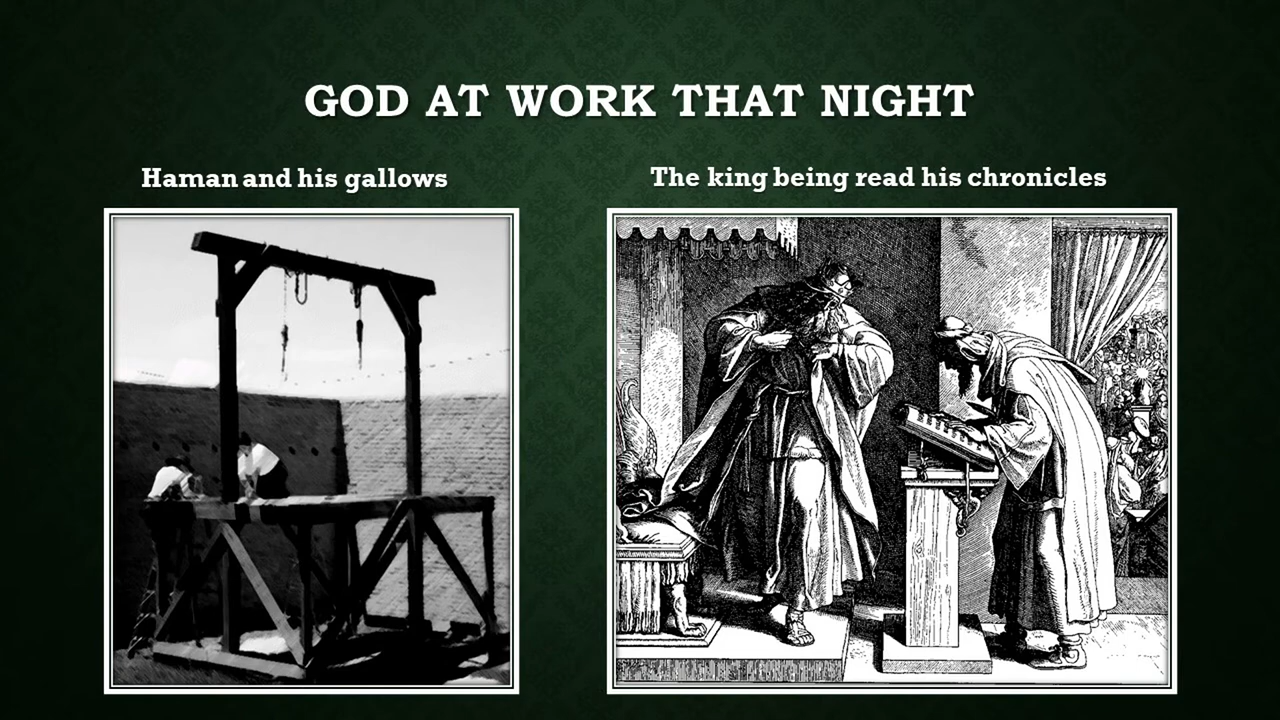 GOD AT WORK THAT NIGHT
Haman and his gallows
The king being read his chronicles